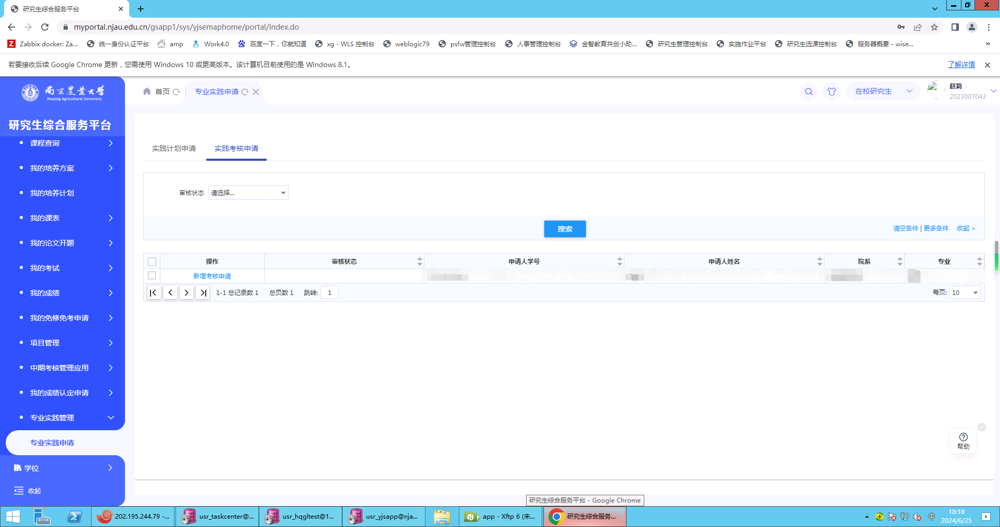 研究生综合服务平台
myportal.njau.edu.cn/gsapp1/sys/yjsemaphome/portal/index.do
Zabbix docker: Za... 统一身份认证平台 amp Work4.0 百度一下，你就知道 xg - WLS 控制台 weblogic79 psfw管理控制台 人事管理控制台 金智教育共创小助... 研究生管理控制台 实施作业平台 研究生选课控制台 服务器概要 - wise... »
若要接收后续 Google Chrome 更新，您需使用 Windows 10 或更高版本。该计算机目前使用的是 Windows 8.1。 了解详情
南京农业大学
Nanjing Agricultural University
首页 专业实践申请 在校研究生 赵莉
2023007043
研究生综合服务平台
课程查询
我的培养方案
我的培养计划
我的课表
我的论文开题
我的考试
我的成绩
我的免修免考申请
项目管理
中期考核管理应用
我的成绩认定申请
专业实践管理
专业实践申请
学位
收起
实践计划申请 实践考核申请
审核状态 请选择...
搜索 清空条件 | 更多条件 收起 >
操作 审核状态 申请人学号 申请人姓名 院系 专业
新增考核申请
1-1 总记录数 1 总页数 1 跳转: 1 每页: 10
帮助
研究生综合服务平台 - Google Chrome
202.195.244.79 -... usr_taskcenter@... usr_hqgltest@1... usr_yjsapp@nja... app - Xftp 6 (未... 研究生综合服务... 中 18:18
2024/6/25